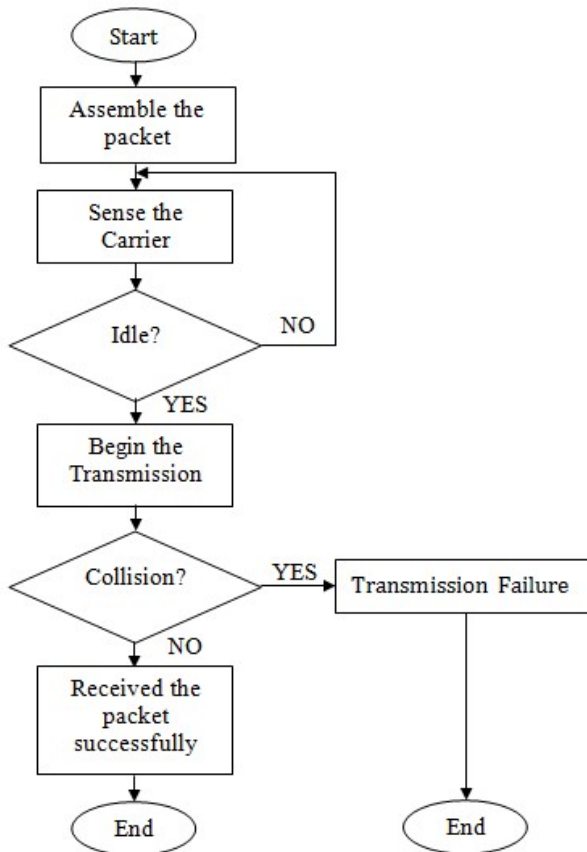 Start
Assemble the
packet
Sense the
Carrier
Idle?
NO
YES
Begin the
Transmission
Collision?
YES
Transmission Failure
NO
Received the
packet
successfully
End
End